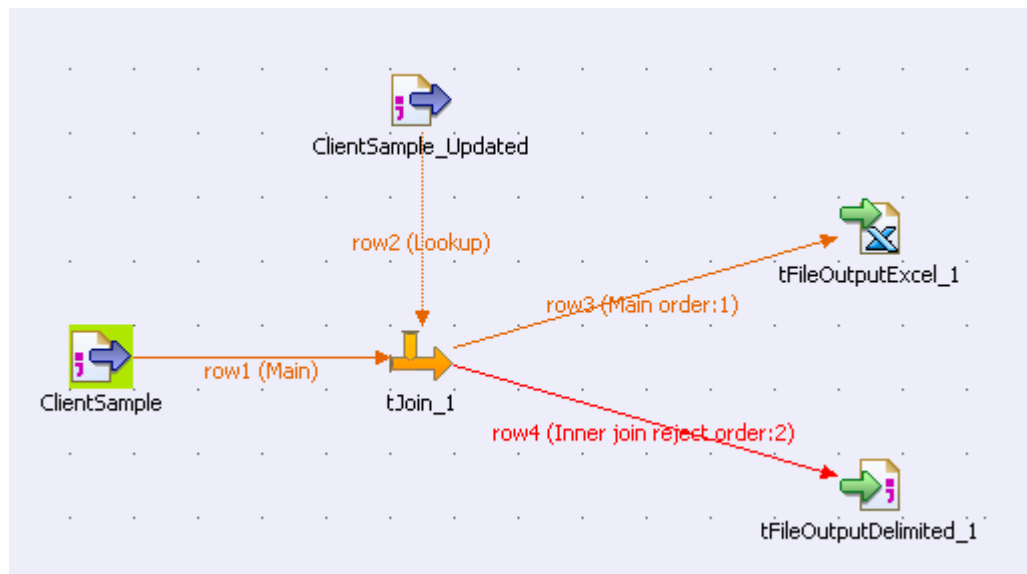 ClientSample_Updated
row2 (Lookup)
tFileOutputExcel_1
row3 (Main order:1)
row1 (Main)
ClientSample
tJoin_1
row4 (Inner join reject order:2)
tFileOutputDelimited_1